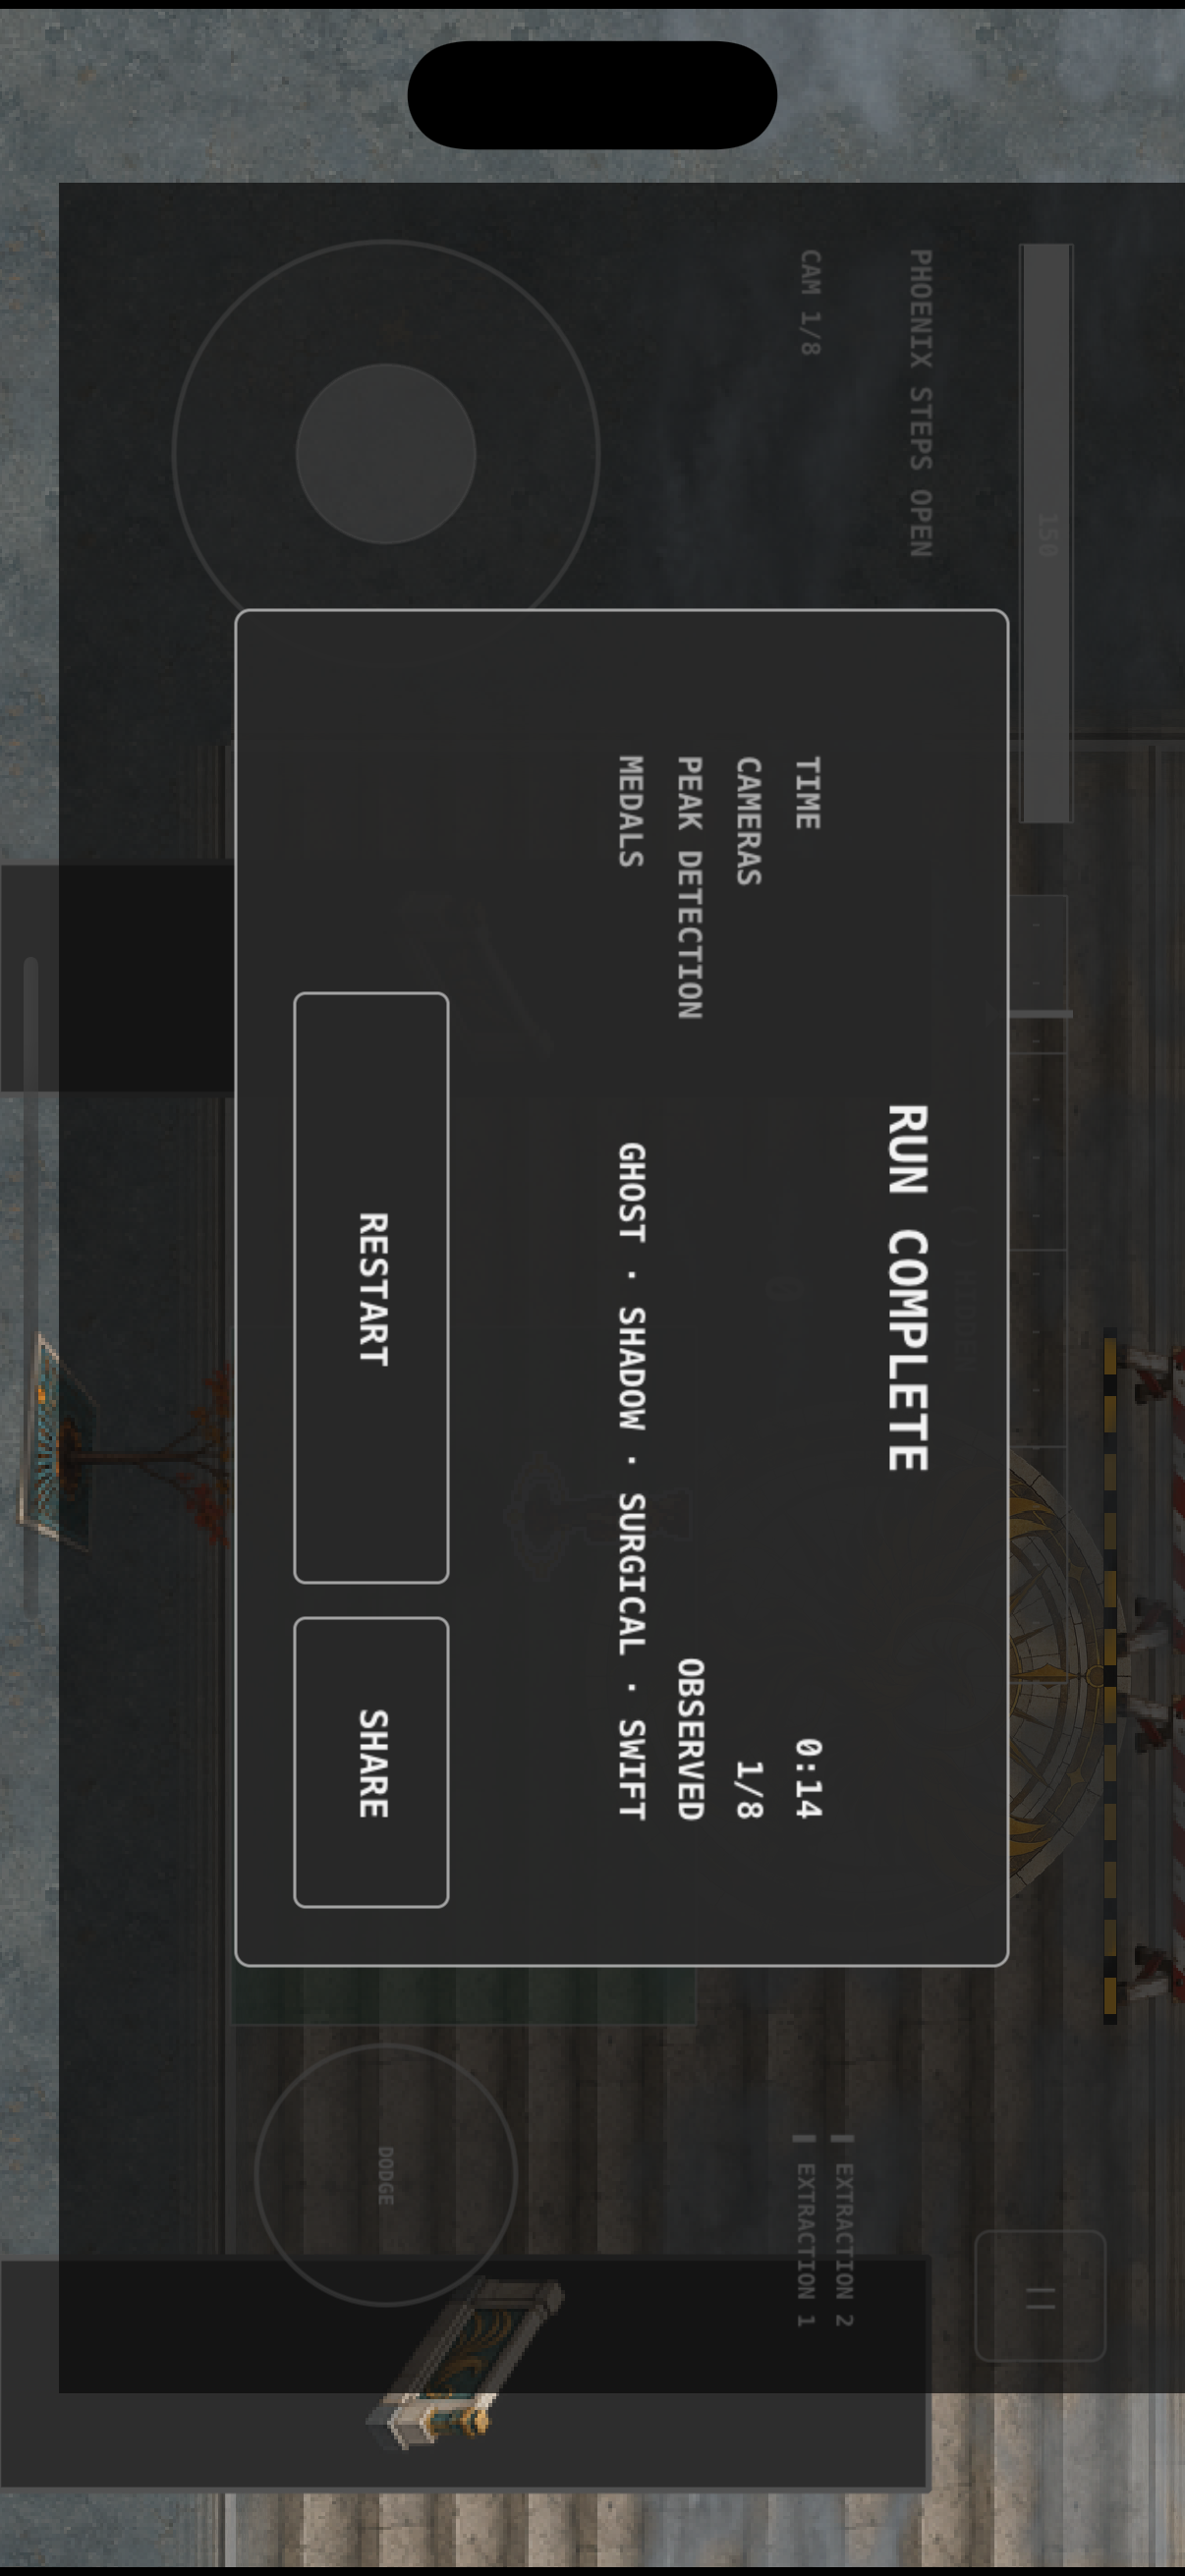 150
PHOENIX STEPS OPEN
CAM 1/8
EXTRACTION 2
EXTRACTION 1
RUN COMPLETE
TIME 0:14
CAMERAS 1/8
PEAK DETECTION OBSERVED
MEDALS GHOST · SHADOW · SURGICAL · SWIFT
RESTART
SHARE
DODGE